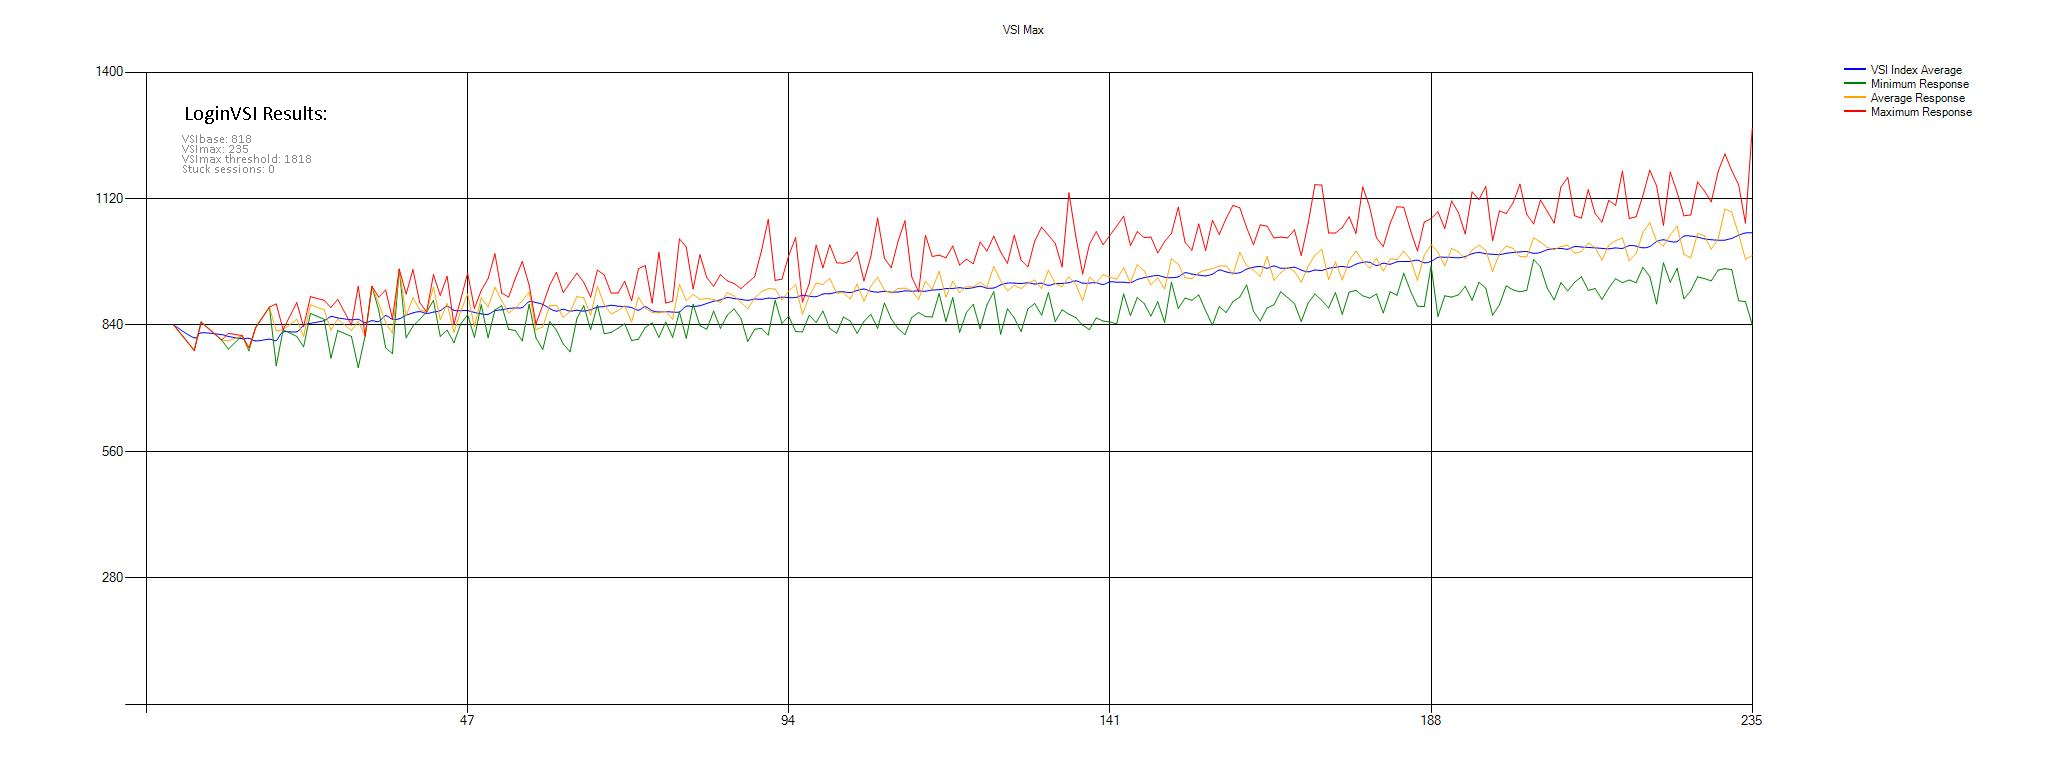 VSI Max
1400
1120
840
560
280
LoginVSI Results:
VSIbase: 818
VSImax: 235
VSImax threshold: 1818
Stuck sessions: 0
VSI Index Average
Minimum Response
Average Response
Maximum Response
47
94
141
188
235